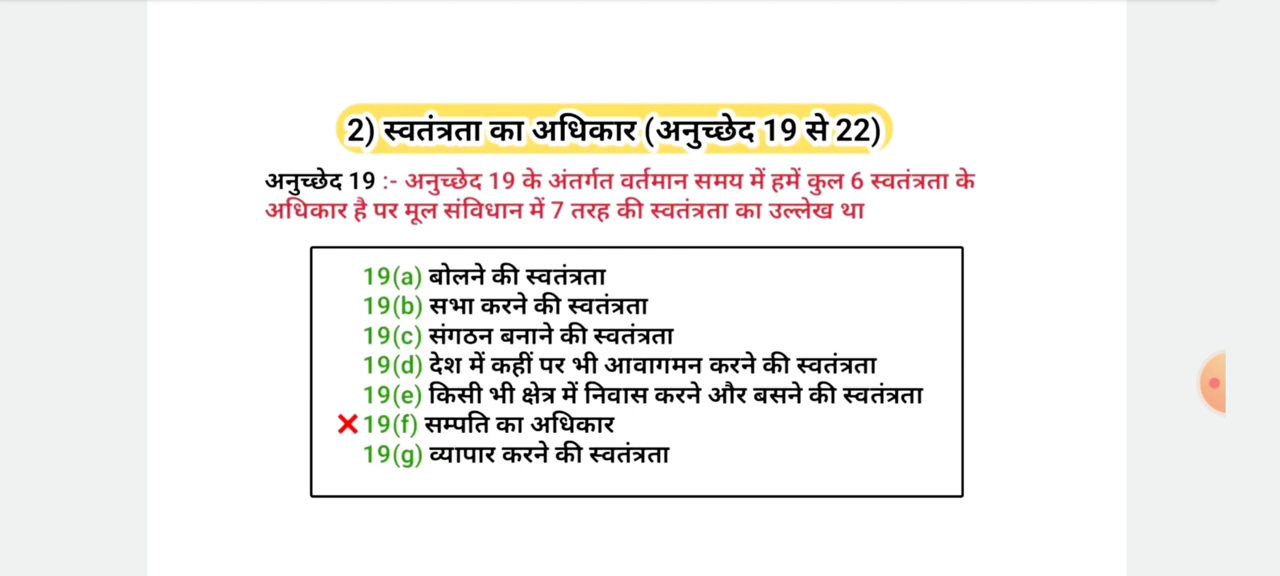 2) स्वतंत्रता का अधिकार (अनुच्छेद 19 से 22)
अनुच्छेद 19 :- अनुच्छेद 19 के अंतर्गत वर्तमान समय में हमें कुल 6 स्वतंत्रता के
अधिकार है पर मूल संविधान में 7 तरह की स्वतंत्रता का उल्लेख था
19(a) बोलने की स्वतंत्रता
19(b) सभा करने की स्वतंत्रता
19(c) संगठन बनाने की स्वतंत्रता
19(d) देश में कहीं पर भी आवागमन करने की स्वतंत्रता
19(e) किसी भी क्षेत्र में निवास करने और बसने की स्वतंत्रता
❌19(f) सम्पति का अधिकार
19(g) व्यापार करने की स्वतंत्रता